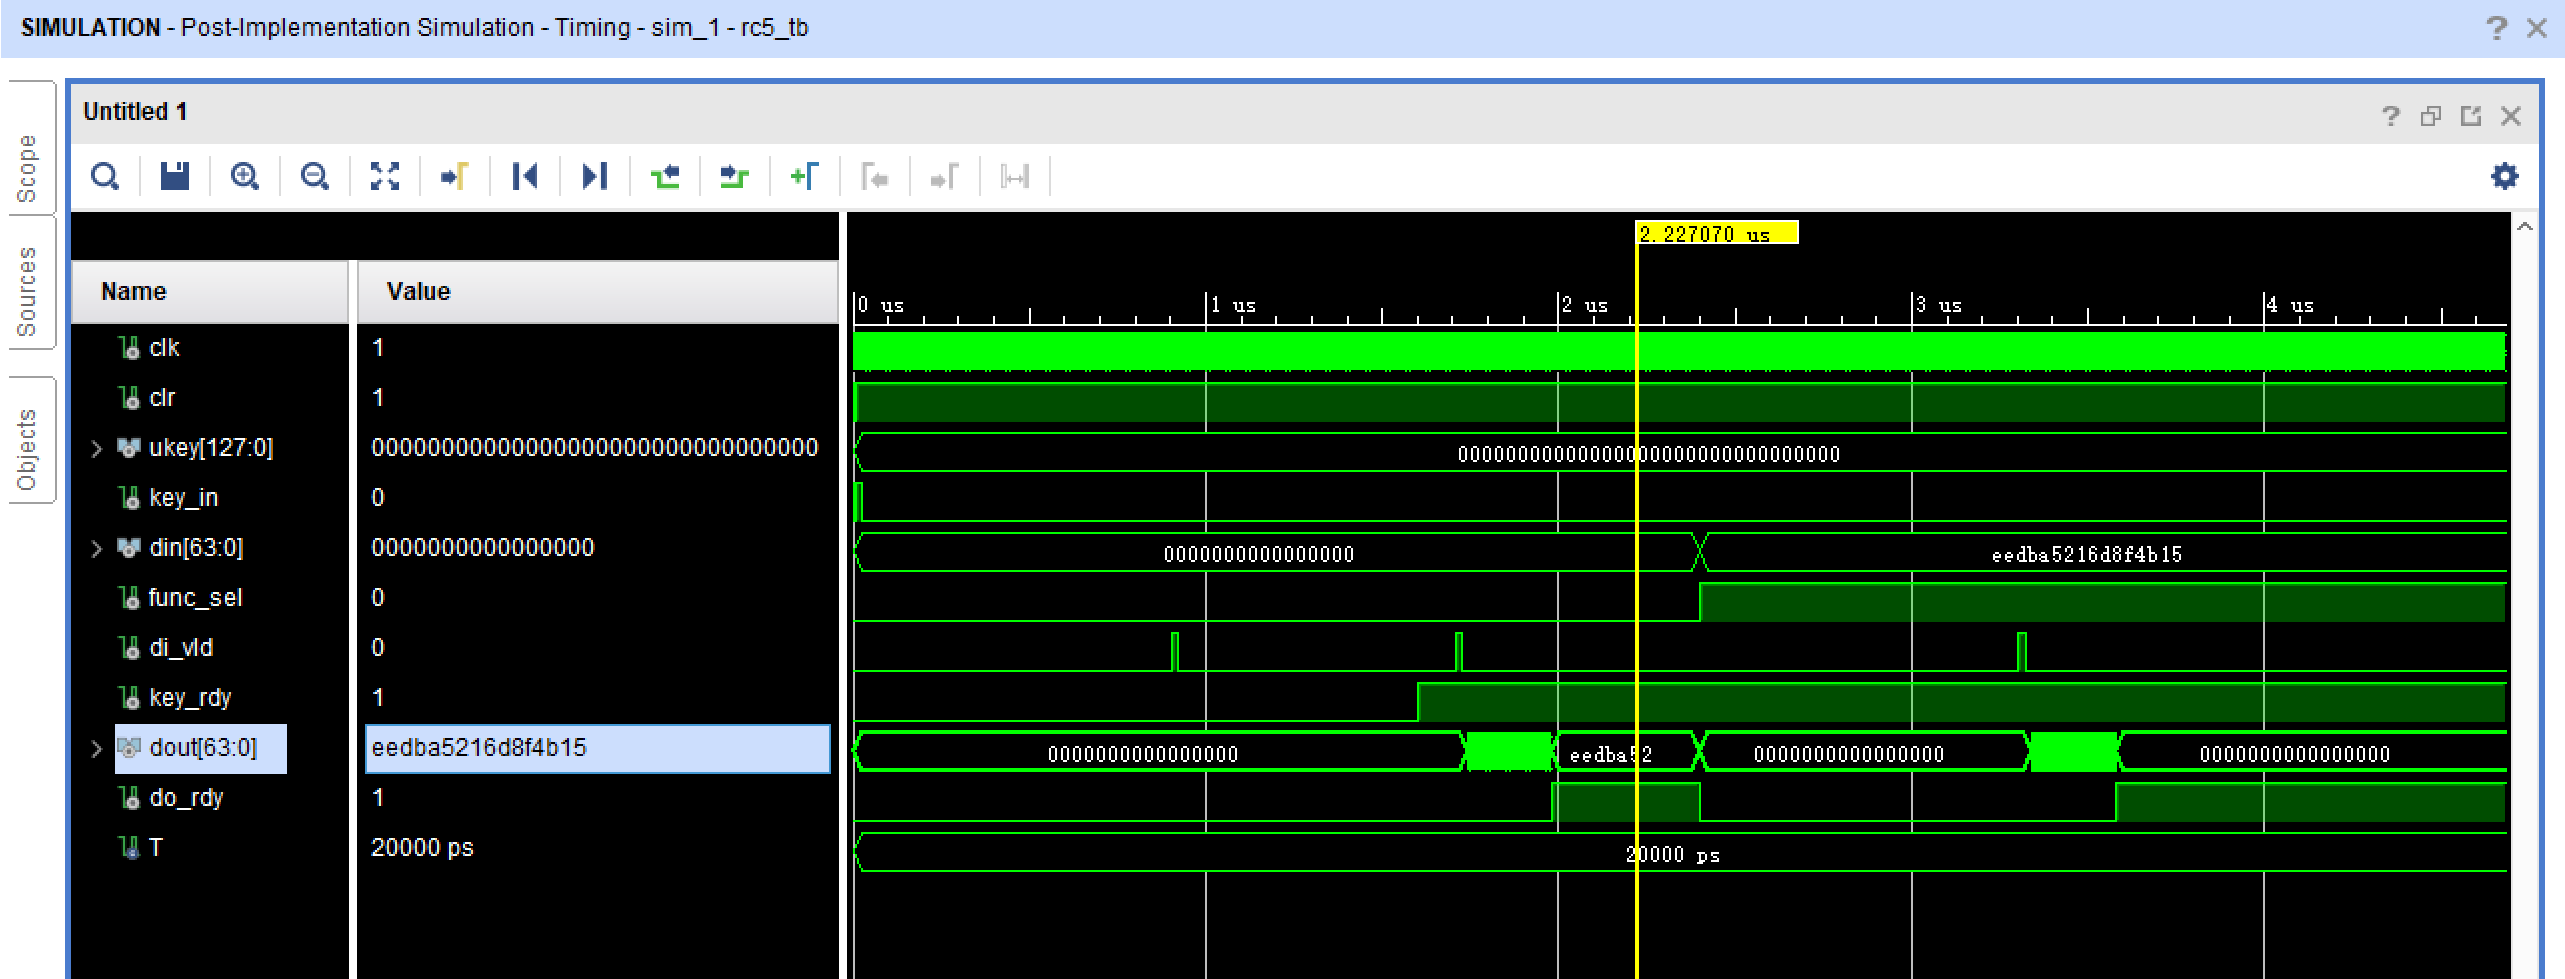 SIMULATION - Post-Implementation Simulation - Timing - sim_1 - rc5_tb ?
Scope
Sources
Objects
Untitled 1 ?
2.227070 us
Name Value
0 us 1 us 2 us 3 us 4 us
clk 1
clr 1
ukey[127:0] 00000000000000000000000000000000 00000000000000000000000000000000
key_in 0
din[63:0] 0000000000000000 0000000000000000 eedba5216d8f4b15
func_sel 0
di_vld 0
key_rdy 1
dout[63:0] eedba5216d8f4b15 0000000000000000 eedba52 0000000000000000 0000000000000000
do_rdy 1
T 20000 ps 20000 ps